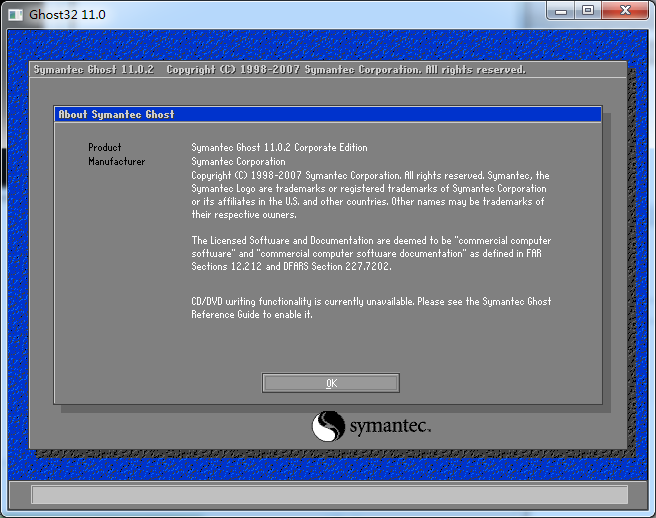 Ghost32 11.0
Symantec Ghost 11.0.2   Copyright (C) 1998-2007 Symantec Corporation. All rights reserved.
About Symantec Ghost
Product   Symantec Ghost 11.0.2 Corporate Edition
Manufacturer   Symantec Corporation
Copyright (C) 1998-2007 Symantec Corporation. All rights reserved. Symantec, the
Symantec Logo are trademarks or registered trademarks of Symantec Corporation
or its affiliates in the U.S. and other countries. Other names may be trademarks of
their respective owners.
The Licensed Software and Documentation are deemed to be "commercial computer
software" and "commercial computer software documentation" as defined in FAR
Sections 12.212 and DFARS Section 227.7202.
CD/DVD writing functionality is currently unavailable. Please see the Symantec Ghost
Reference Guide to enable it.
OK
symantec.